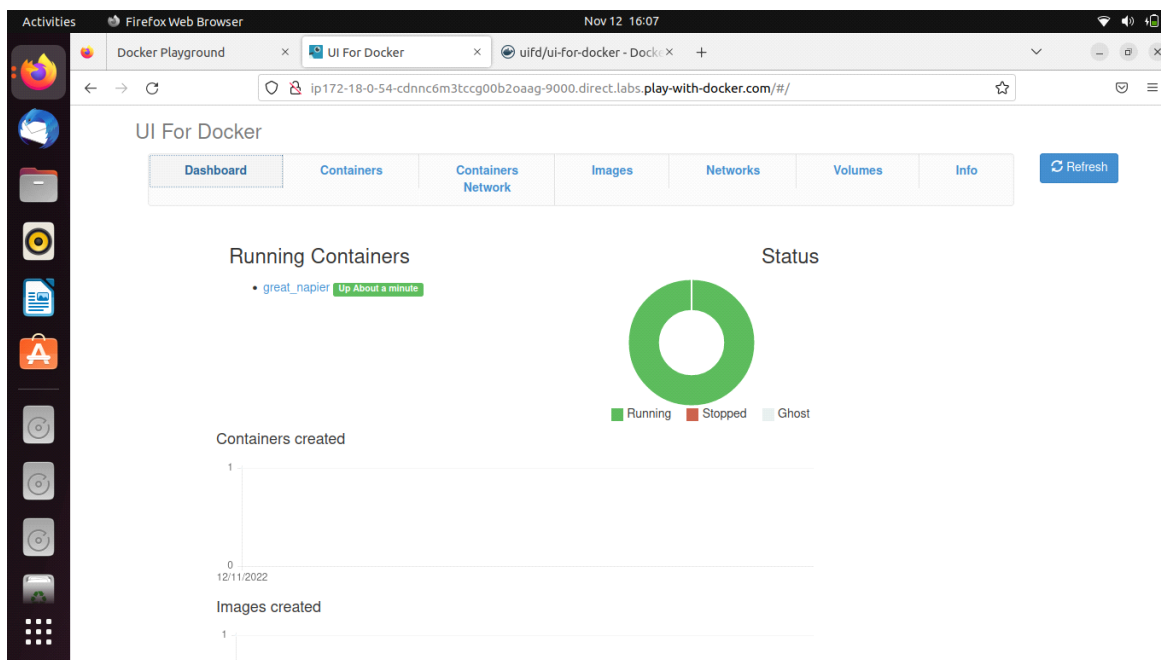 Activities Firefox Web Browser Nov 12 16:07
Docker Playground × UI For Docker × uifd/ui-for-docker - Docke × +
ip172-18-0-54-cdnnc6m3tccg00b2oaag-9000.direct.labs.play-with-docker.com/#/
UI For Docker
Dashboard Containers Containers Images Networks Volumes Info Refresh
Network
Running Containers Status
• great_napier Up About a minute
Running Stopped Ghost
Containers created
1
0
12/11/2022
Images created
1